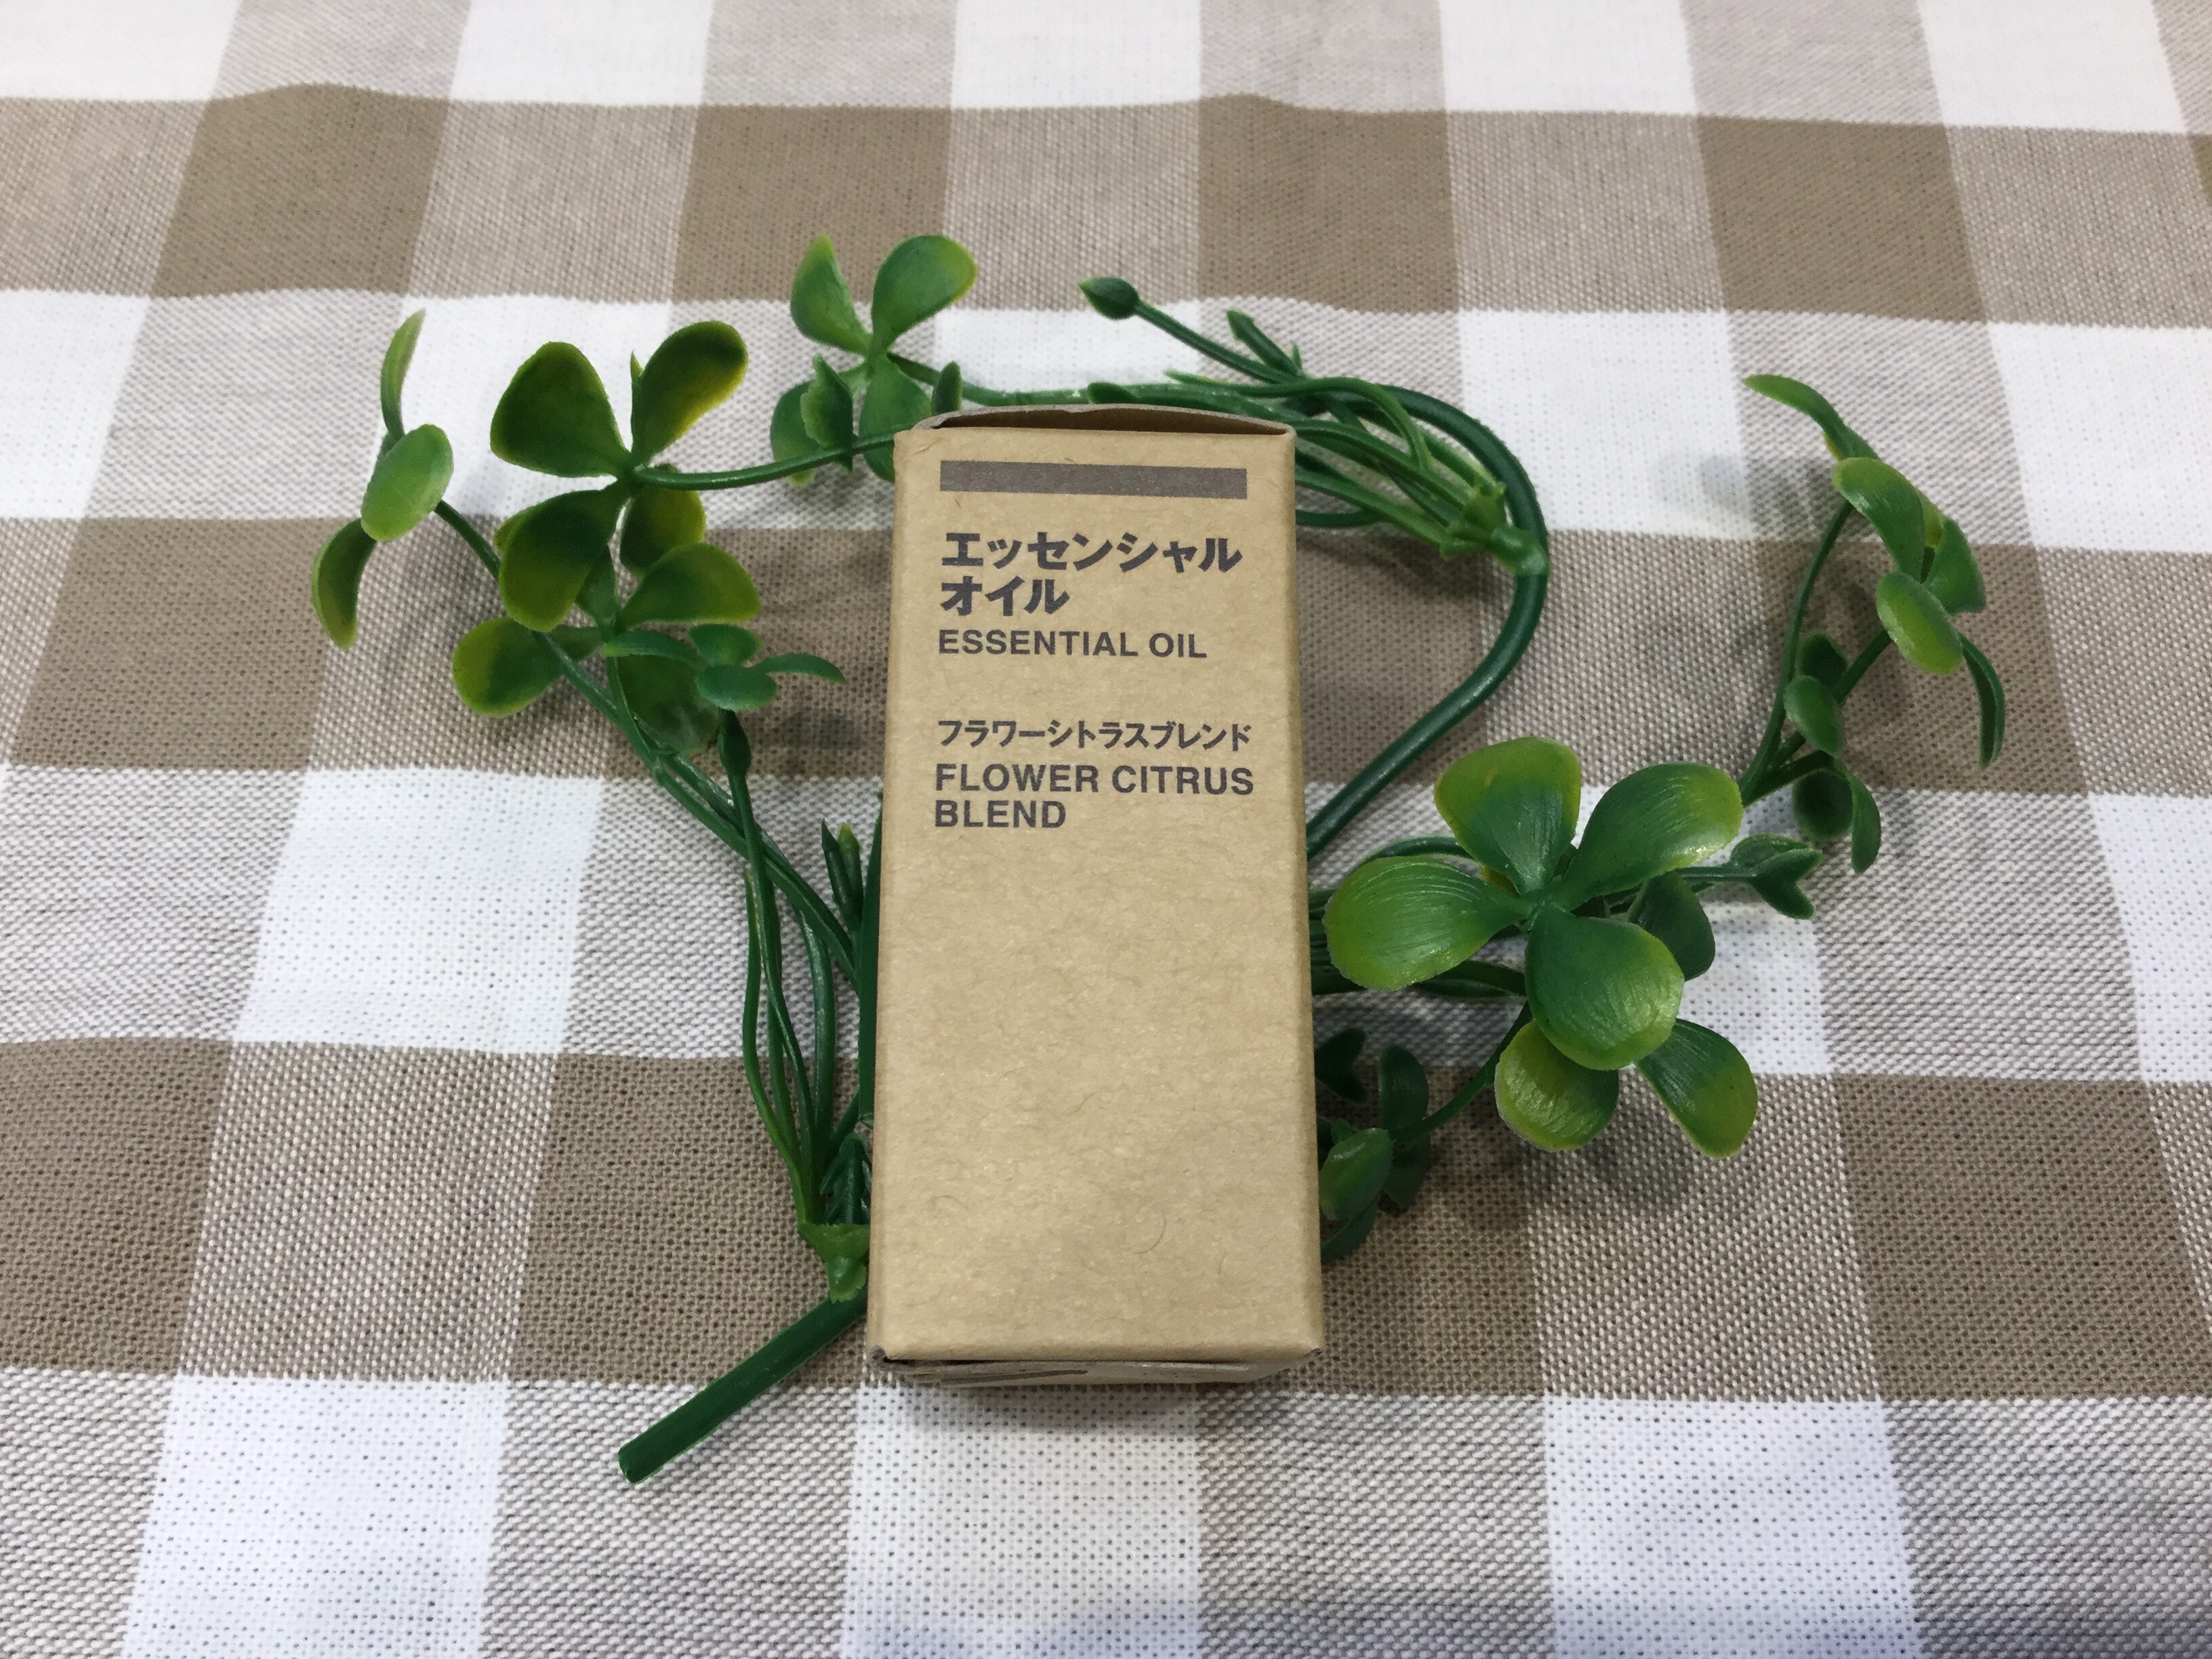 エッセンシャル
オイル
ESSENTIAL OIL
フラワーシトラスブレンド
FLOWER CITRUS
BLEND